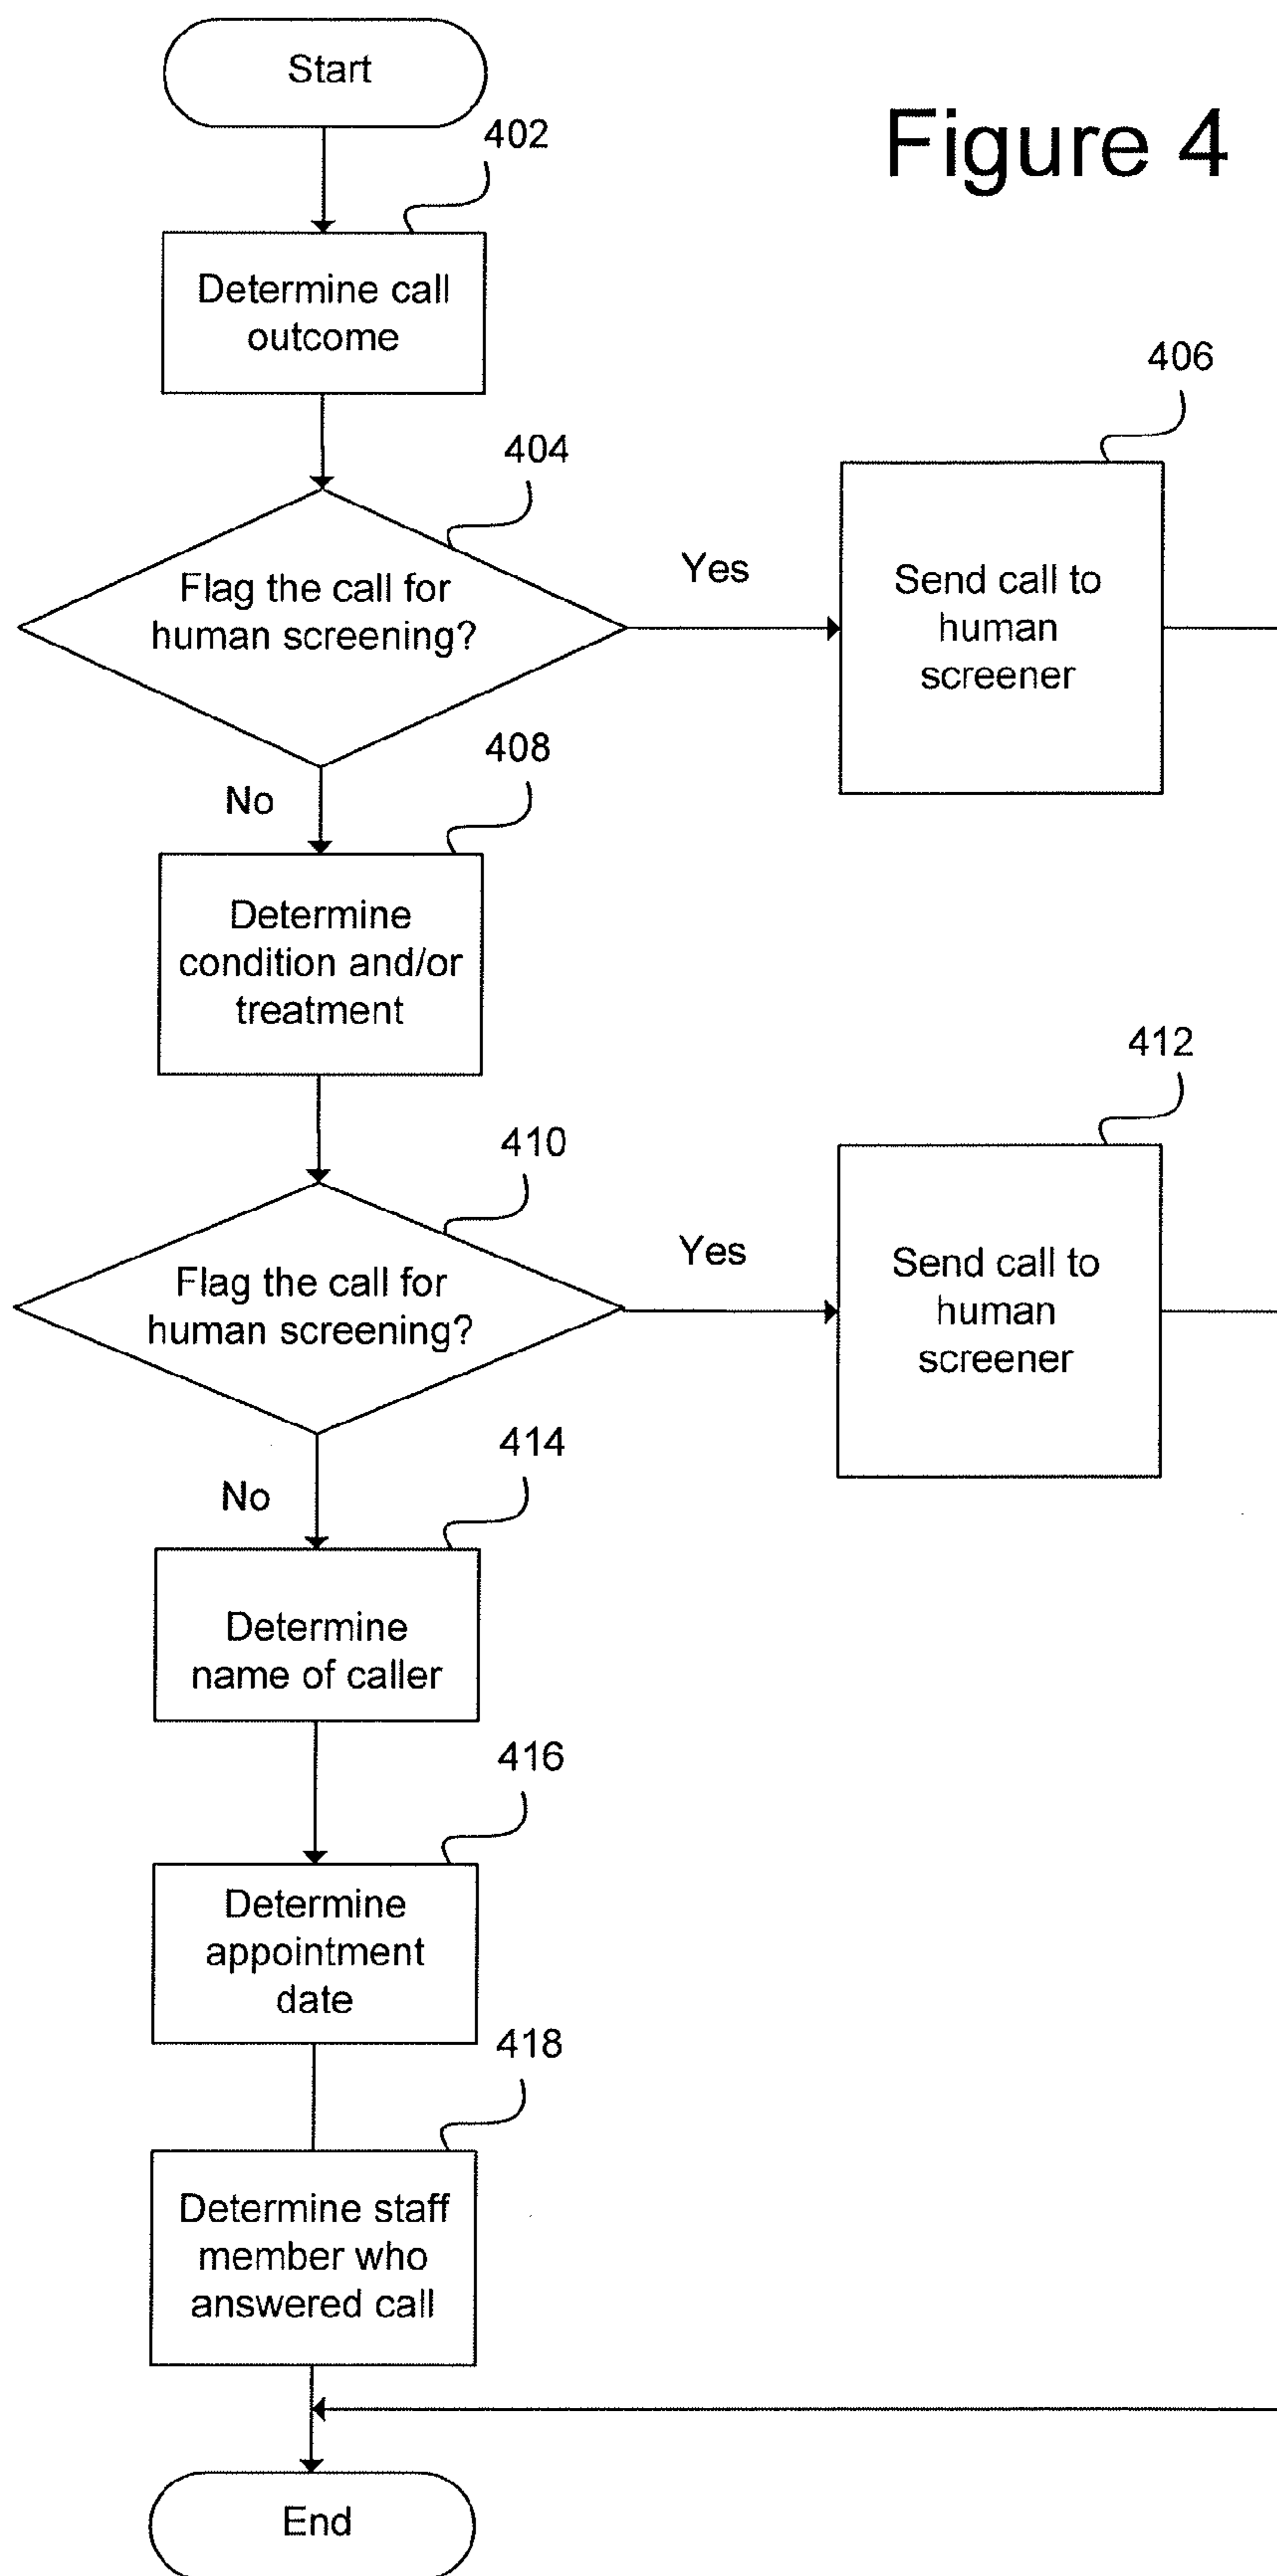 Start
Figure 4
402
Determine call
outcome
404
406
Flag the call for
human screening?
Yes
Send call to
human
screener
No
408
Determine
condition and/or
treatment
410
412
Flag the call for
human screening?
Yes
Send call to
human
screener
No
414
Determine
name of caller
416
Determine
appointment
date
418
Determine staff
member who
answered call
End